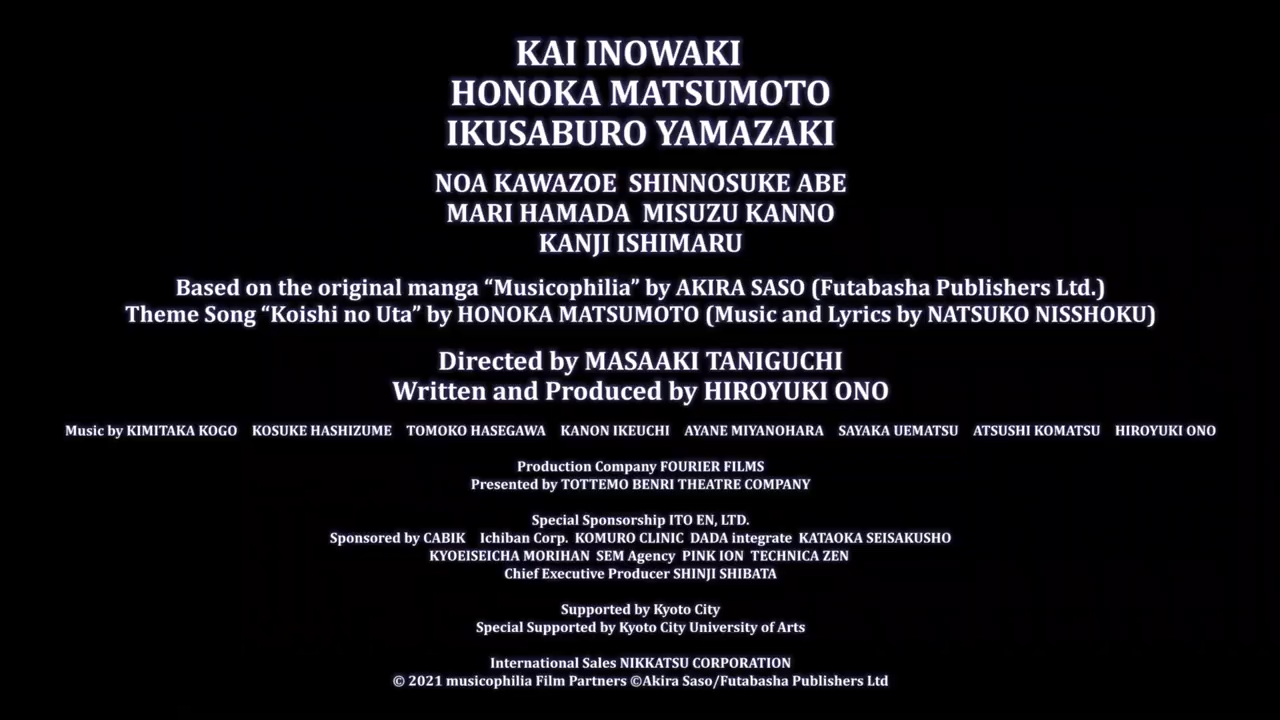 KAI INOWAKI
HONOKA MATSUMOTO
IKUSABURO YAMAZAKI
NOA KAWAZOE SHINNOSUKE ABE
MARI HAMADA MISUZU KANNO
KANJI ISHIMARU
Based on the original manga “Musicophilia” by AKIRA SASO (Futabasha Publishers Ltd.)
Theme Song “Koishi no Uta” by HONOKA MATSUMOTO (Music and Lyrics by NATSUKO NISSHOKU)
Directed by MASAAKI TANIGUCHI
Written and Produced by HIROYUKI ONO
Music by KIMITAKA KOGO KOSUKE HASHIZUME TOMOKO HASEGAWA KANON IKEUCHI AYANE MIYANOHARA SAYAKA UEMATSU ATSUSHI KOMATSU HIROYUKI ONO
Production Company FOURIER FILMS
Presented by TOTTEMO BENRI THEATRE COMPANY
Special Sponsorship ITO EN, LTD.
Sponsored by CABIK Ichiban Corp. KOMURO CLINIC DADA integrate KATAOKA SEISAKUSHO
KYOEISEICHA MORIHAN SEM Agency PINK ION TECHNICA ZEN
Chief Executive Producer SHINJI SHIBATA
Supported by Kyoto City
Special Supported by Kyoto City University of Arts
International Sales NIKKATSU CORPORATION
© 2021 musicophilia Film Partners ©Akira Saso/Futabasha Publishers Ltd